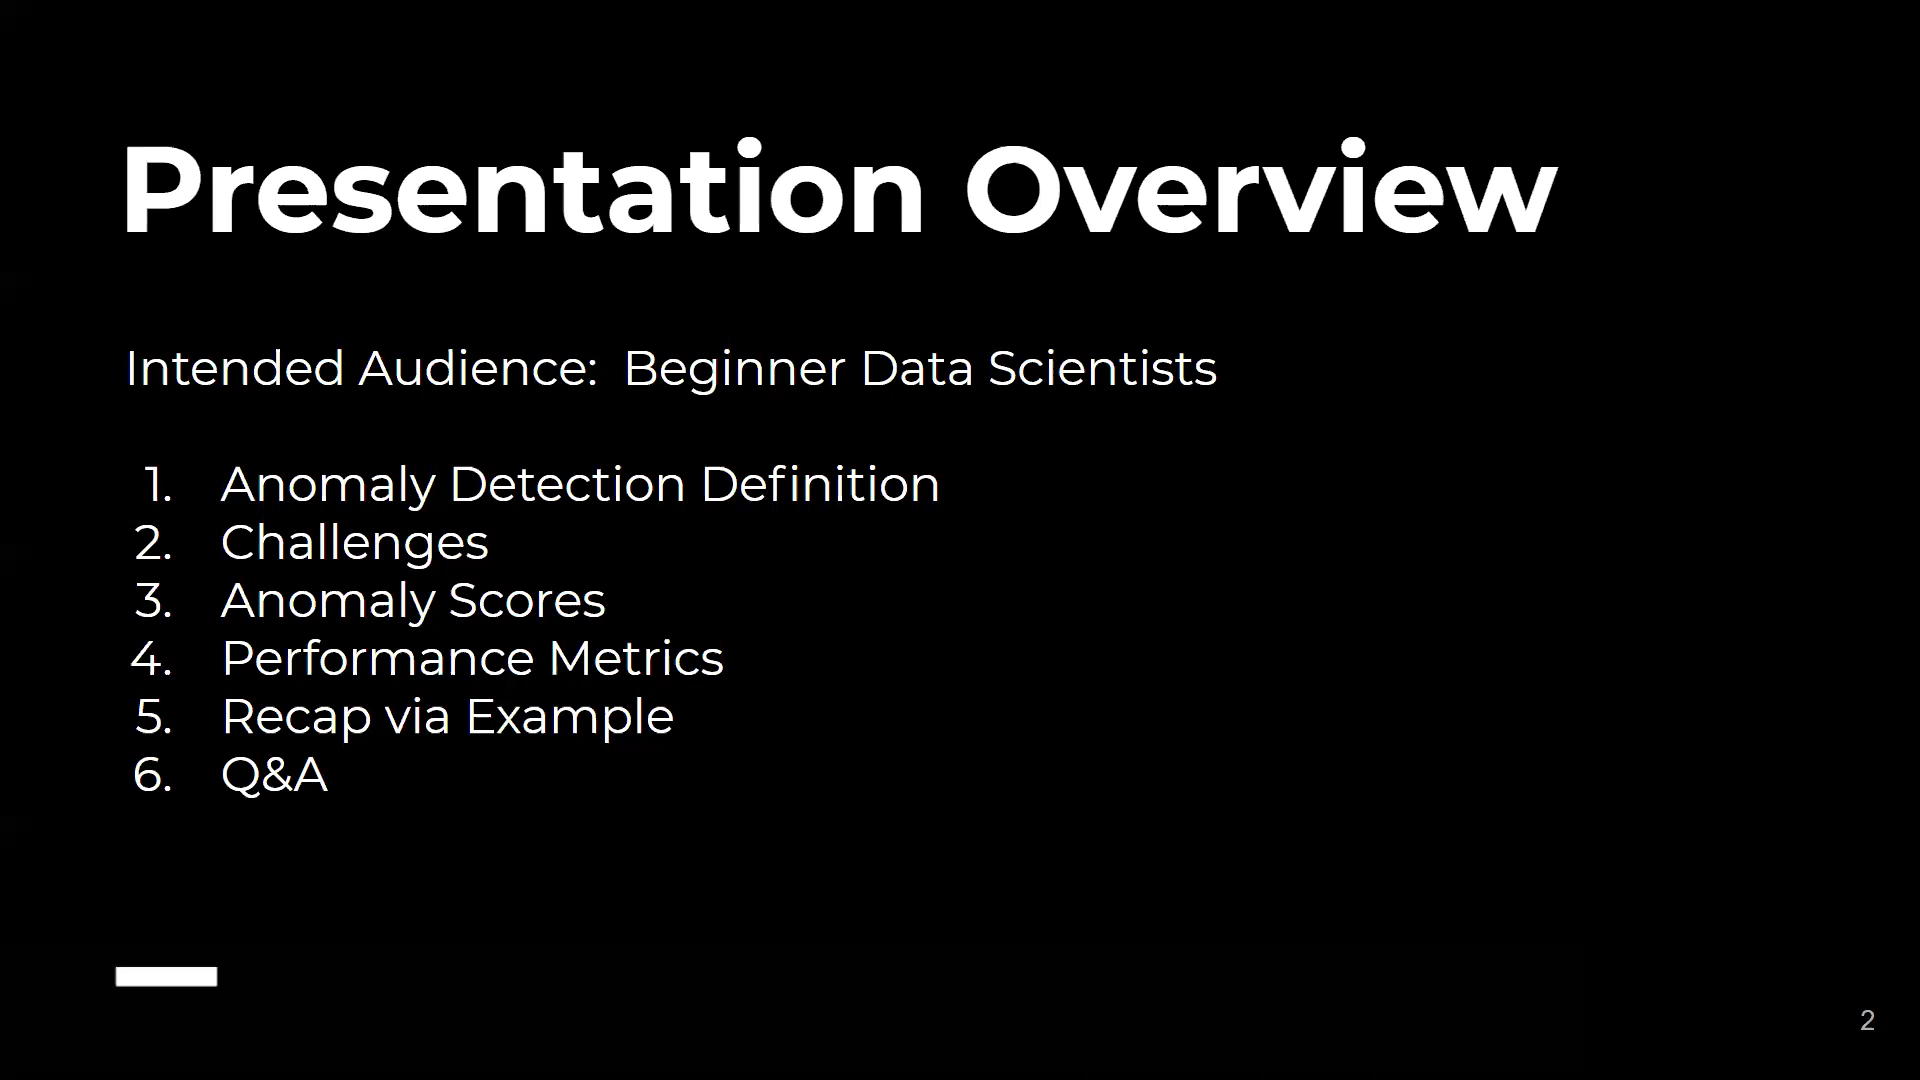 Presentation Overview
Intended Audience:  Beginner Data Scientists
1. Anomaly Detection Definition
2. Challenges
3. Anomaly Scores
4. Performance Metrics
5. Recap via Example
6. Q&A
2